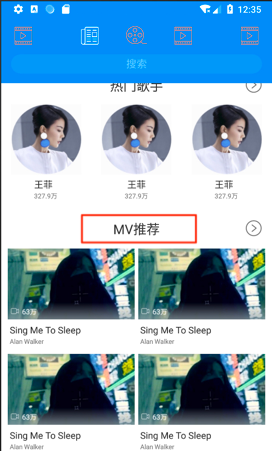 12:35
搜索
热门歌手
王菲 王菲 王菲
327.9万 327.9万 327.9万
MV推荐
63万 63万
Sing Me To Sleep Sing Me To Sleep
Alan Walker Alan Walker
63万 63万
Sing Me To Sleep Sing Me To Sleep
Alan Walker Alan Walker